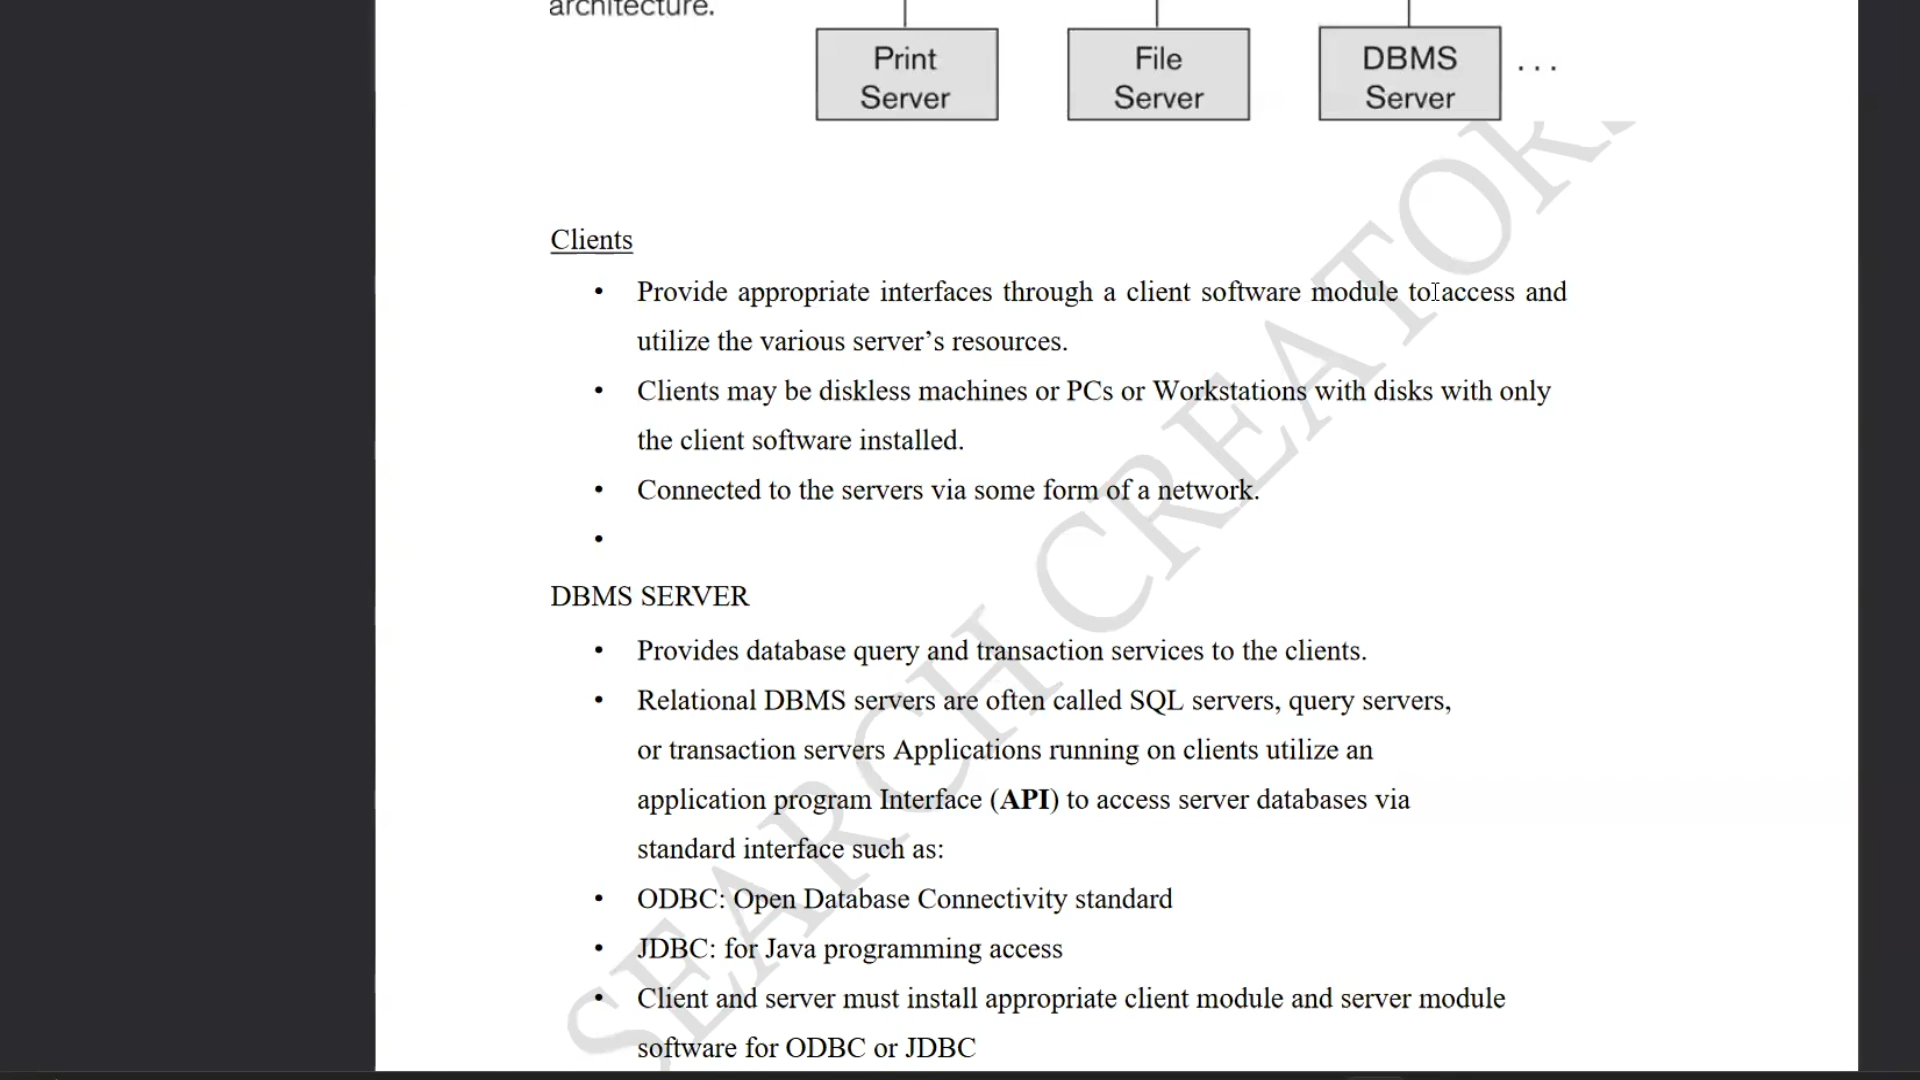 architecture.
Print
Server
File
Server
DBMS
Server
. . .
Clients
• Provide appropriate interfaces through a client software module to access and
utilize the various server’s resources.
• Clients may be diskless machines or PCs or Workstations with disks with only
the client software installed.
• Connected to the servers via some form of a network.
•
DBMS SERVER
• Provides database query and transaction services to the clients.
• Relational DBMS servers are often called SQL servers, query servers,
or transaction servers Applications running on clients utilize an
application program Interface (API) to access server databases via
standard interface such as:
• ODBC: Open Database Connectivity standard
• JDBC: for Java programming access
• Client and server must install appropriate client module and server module
software for ODBC or JDBC
SEARCH CREATOR